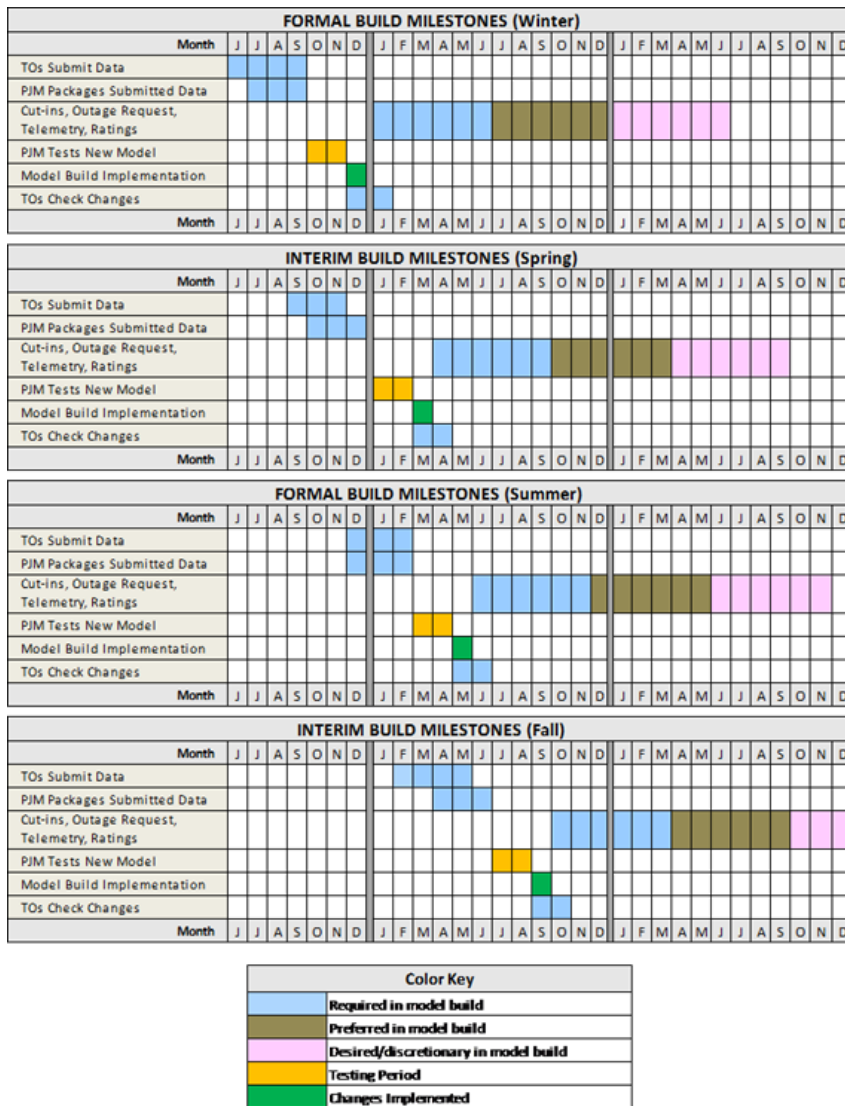 FORMAL BUILD MILESTONES (Winter)
Month J J A S O N D J F M A M J J A S O N D J F M A M J J A S O N D
TOs Submit Data
PJM Packages Submitted Data
Cut-ins, Outage Request,
Telemetry, Ratings
PJM Tests New Model
Model Build Implementation
TOs Check Changes
Month J J A S O N D J F M A M J J A S O N D J F M A M J J A S O N D
INTERIM BUILD MILESTONES (Spring)
Month J J A S O N D J F M A M J J A S O N D J F M A M J J A S O N D
TOs Submit Data
PJM Packages Submitted Data
Cut-ins, Outage Request,
Telemetry, Ratings
PJM Tests New Model
Model Build Implementation
TOs Check Changes
Month J J A S O N D J F M A M J J A S O N D J F M A M J J A S O N D
FORMAL BUILD MILESTONES (Summer)
Month J J A S O N D J F M A M J J A S O N D J F M A M J J A S O N D
TOs Submit Data
PJM Packages Submitted Data
Cut-ins, Outage Request,
Telemetry, Ratings
PJM Tests New Model
Model Build Implementation
TOs Check Changes
Month J J A S O N D J F M A M J J A S O N D J F M A M J J A S O N D
INTERIM BUILD MILESTONES (Fall)
Month J J A S O N D J F M A M J J A S O N D J F M A M J J A S O N D
TOs Submit Data
PJM Packages Submitted Data
Cut-ins, Outage Request,
Telemetry, Ratings
PJM Tests New Model
Model Build Implementation
TOs Check Changes
Month J J A S O N D J F M A M J J A S O N D J F M A M J J A S O N D
Color Key
Required in model build
Preferred in model build
Desired/discretionary in model build
Testing Period
Changes Implemented